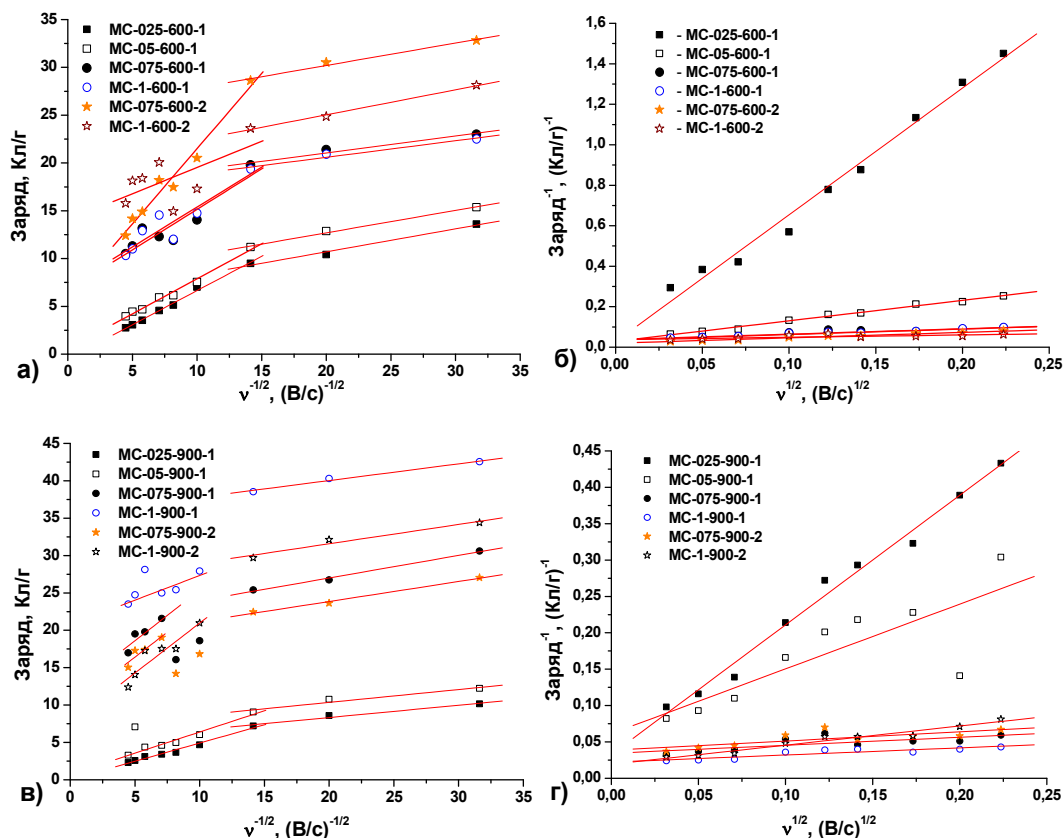 Заряд, Кл/г
35
30
25
20
15
10
5
0
MC-025-600-1
MC-05-600-1
MC-075-600-1
MC-1-600-1
MC-075-600-2
MC-1-600-2
0 5 10 15 20 25 30 35
ν-1/2, (В/с)-1/2
а)
Заряд-1, (Кл/г)-1
1,6
1,4
1,2
1,0
0,8
0,6
0,4
0,2
0,0
- MC-025-600-1
- MC-05-600-1
- MC-075-600-1
- MC-1-600-1
- MC-075-600-2
- MC-1-600-2
0,00 0,05 0,10 0,15 0,20 0,25
ν1/2, (В/с)1/2
б)
Заряд, Кл/г
45
40
35
30
25
20
15
10
5
0
MC-025-900-1
MC-05-900-1
MC-075-900-1
MC-1-900-1
MC-075-900-2
MC-1-900-2
0 5 10 15 20 25 30 35
ν-1/2, (В/с)-1/2
в)
Заряд-1, (Кл/г)-1
0,45
0,40
0,35
0,30
0,25
0,20
0,15
0,10
0,05
0,00
MC-025-900-1
MC-05-900-1
MC-075-900-1
MC-1-900-1
MC-075-900-2
MC-1-900-2
0,00 0,05 0,10 0,15 0,20 0,25
ν1/2, (В/с)1/2
г)